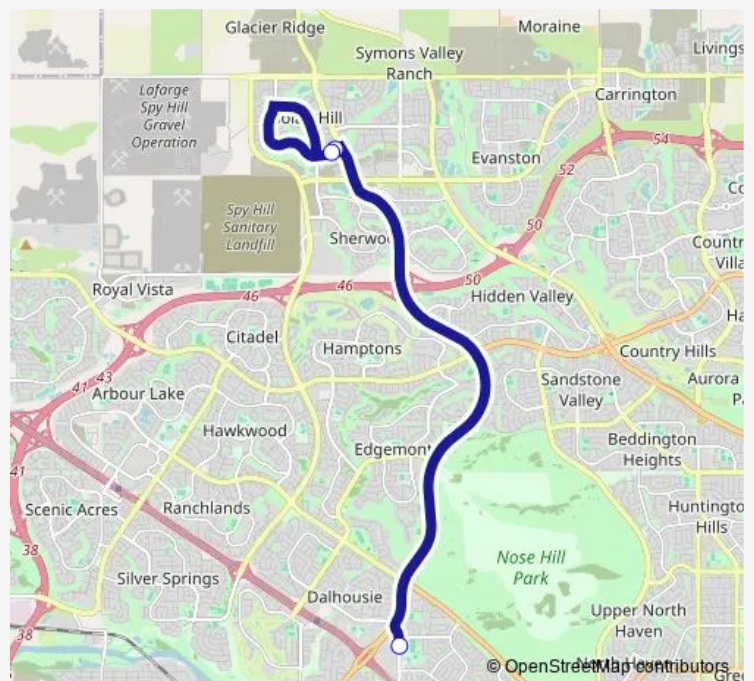 Glacier Ridge
Moraine
Symons Valley
Ranch
Livings
Lafarge
Spy Hill
Gravel
Operation
Carrington
Hill
54
Evanston
52
Spy Hill
Sanitary
Landfill
50
Sherwo
Countr
Villa
Royal Vista
46
46
50
Hidden Valley
Citadel
Hamptons
Country Hills
43
41
Arbour Lake
Sandstone
Valley
Aurora
Hawkwood
Beddington
Heights
Edgemont
41
Scenic Acres
Ranchlands
Huntingto
Hills
38
Nose Hill
Park
Silver Springs
Dalhousie
Upper North
Haven
38
© OpenStreetMap contributors